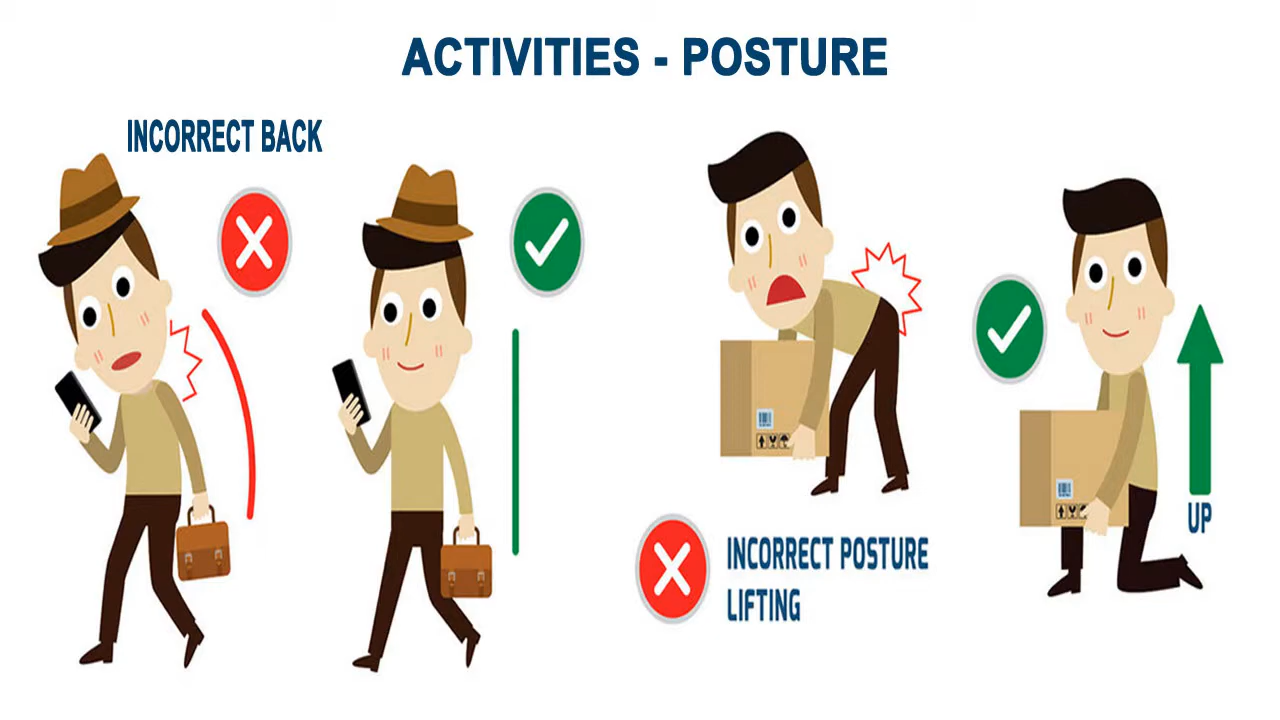 ACTIVITIES - POSTURE
INCORRECT BACK
INCORRECT POSTURE
LIFTING
UP